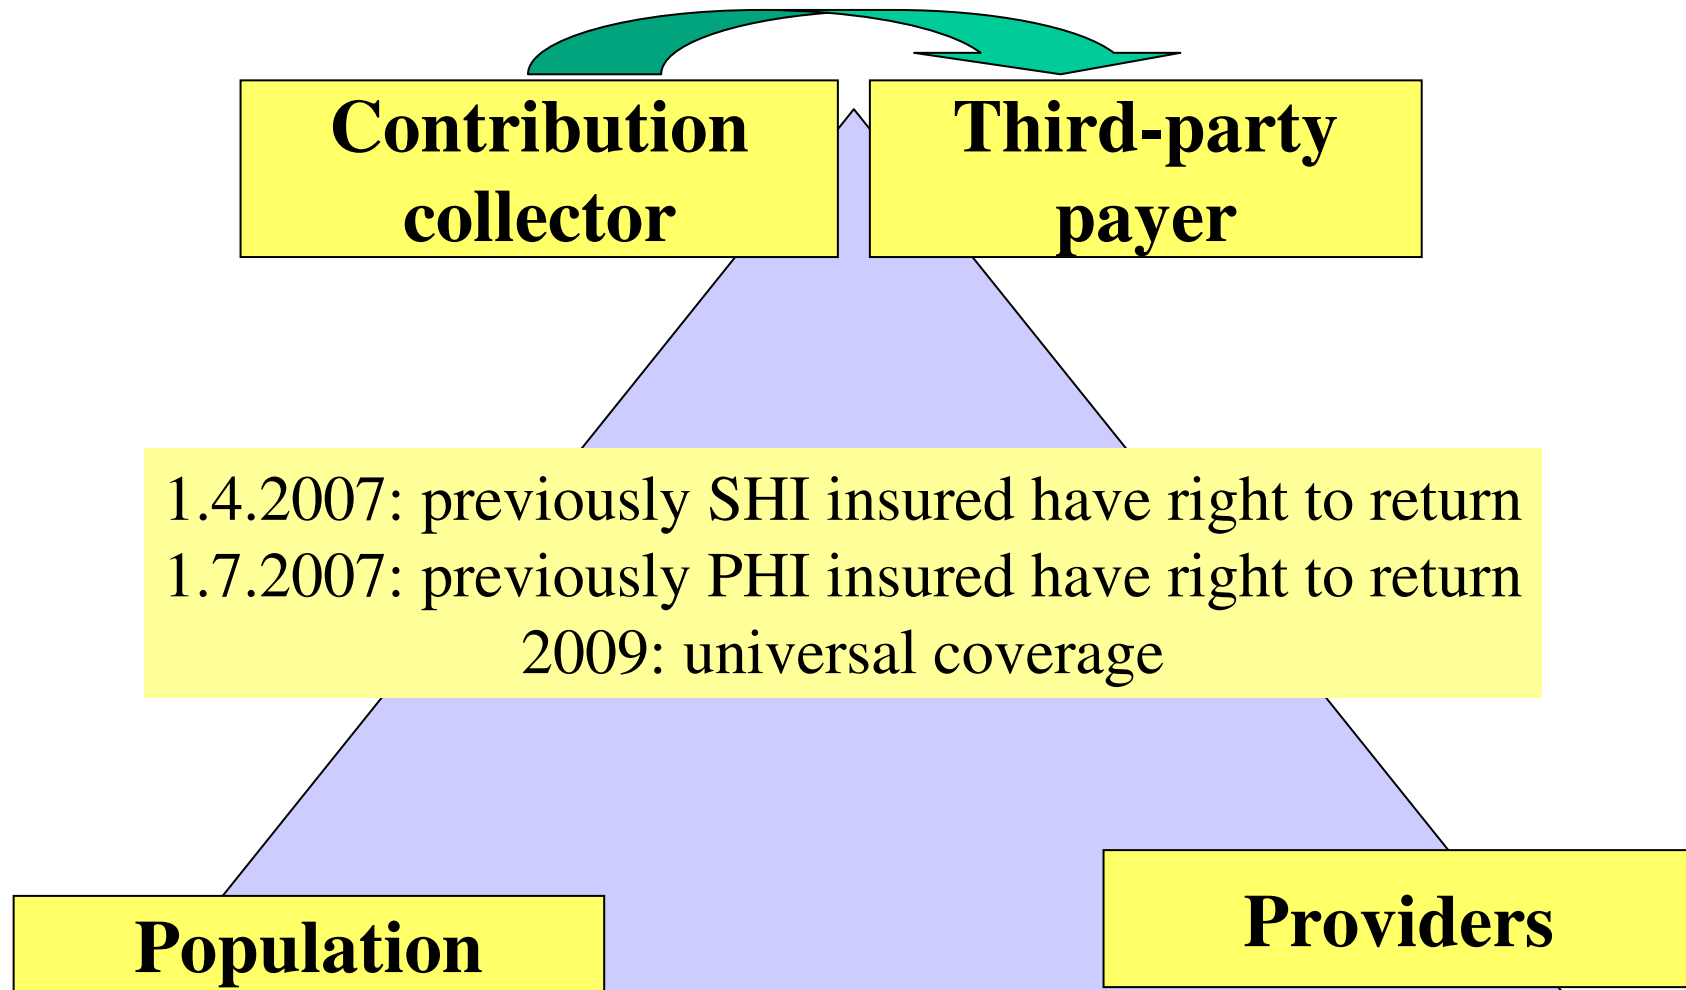 Contribution
collector
Third-party
payer
1.4.2007: previously SHI insured have right to return
1.7.2007: previously PHI insured have right to return
2009: universal coverage
Population
Providers